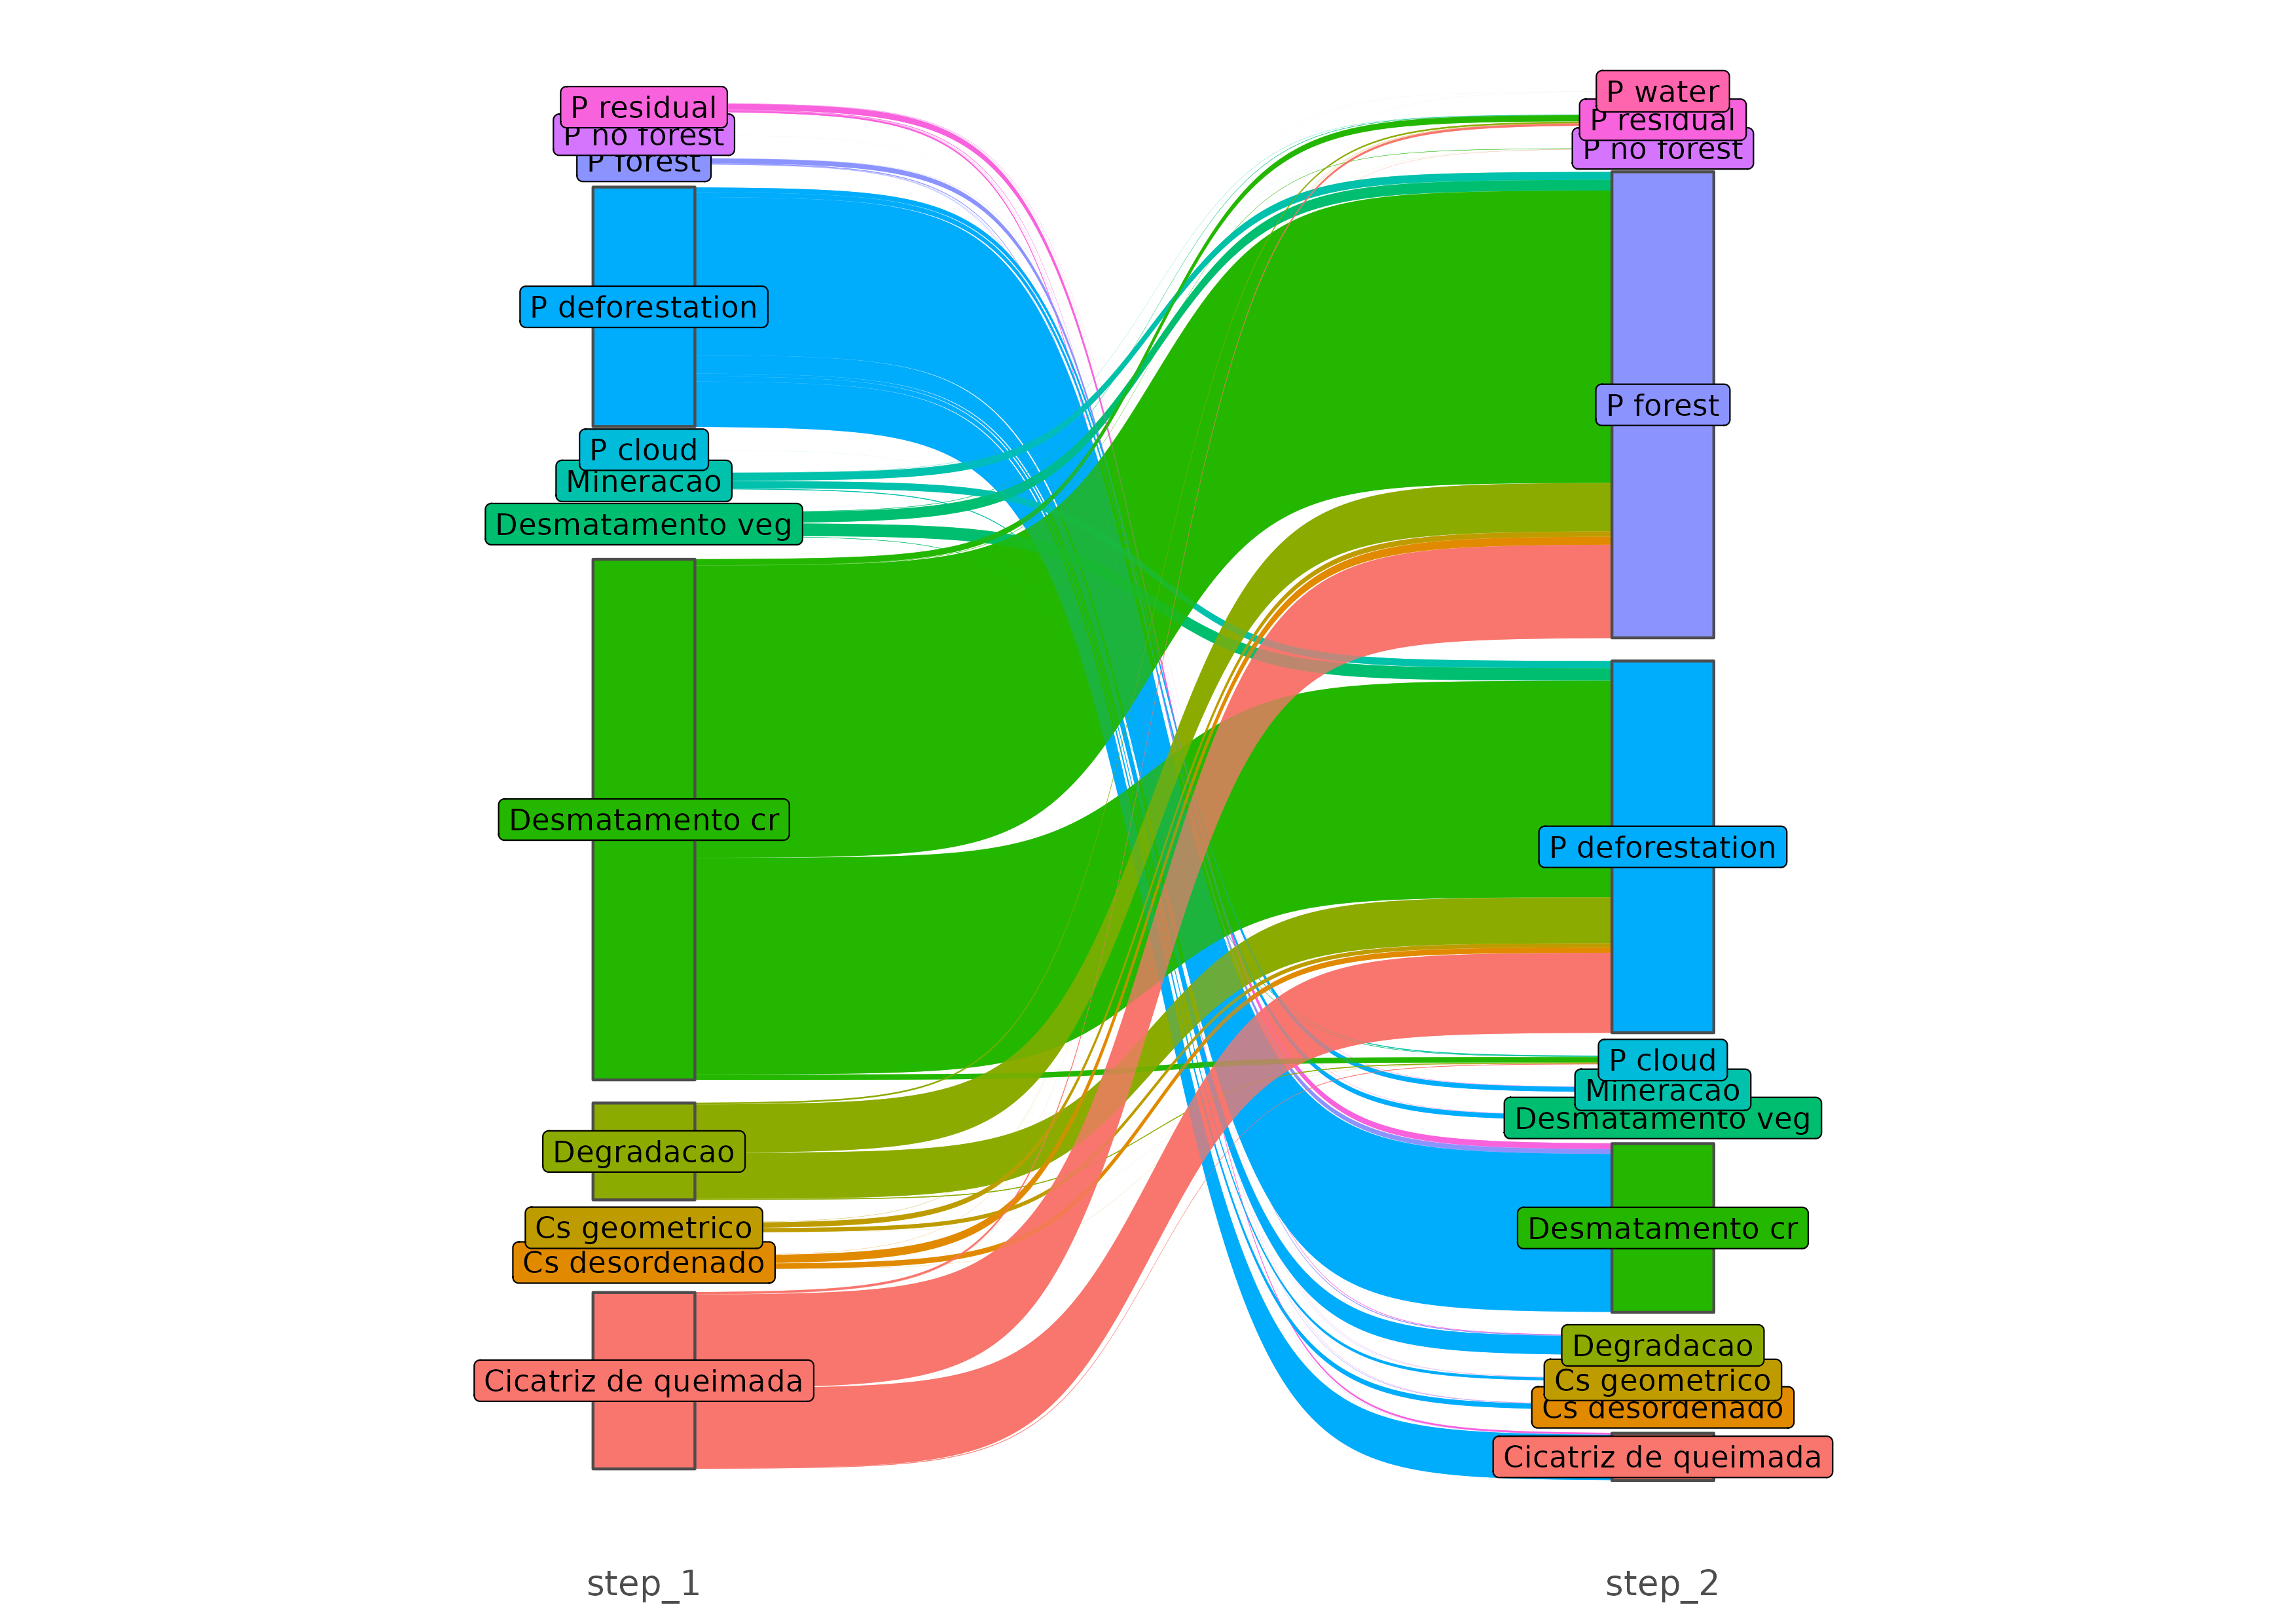 P residual
P no forest
P forest
P deforestation
P cloud
Mineracao
Desmatamento veg
Desmatamento cr
Degradacao
Cs geometrico
Cs desordenado
Cicatriz de queimada
step_1
P water
P residual
P no forest
P forest
P deforestation
P cloud
Mineracao
Desmatamento veg
Desmatamento cr
Degradacao
Cs geometrico
Cs desordenado
Cicatriz de queimada
step_2